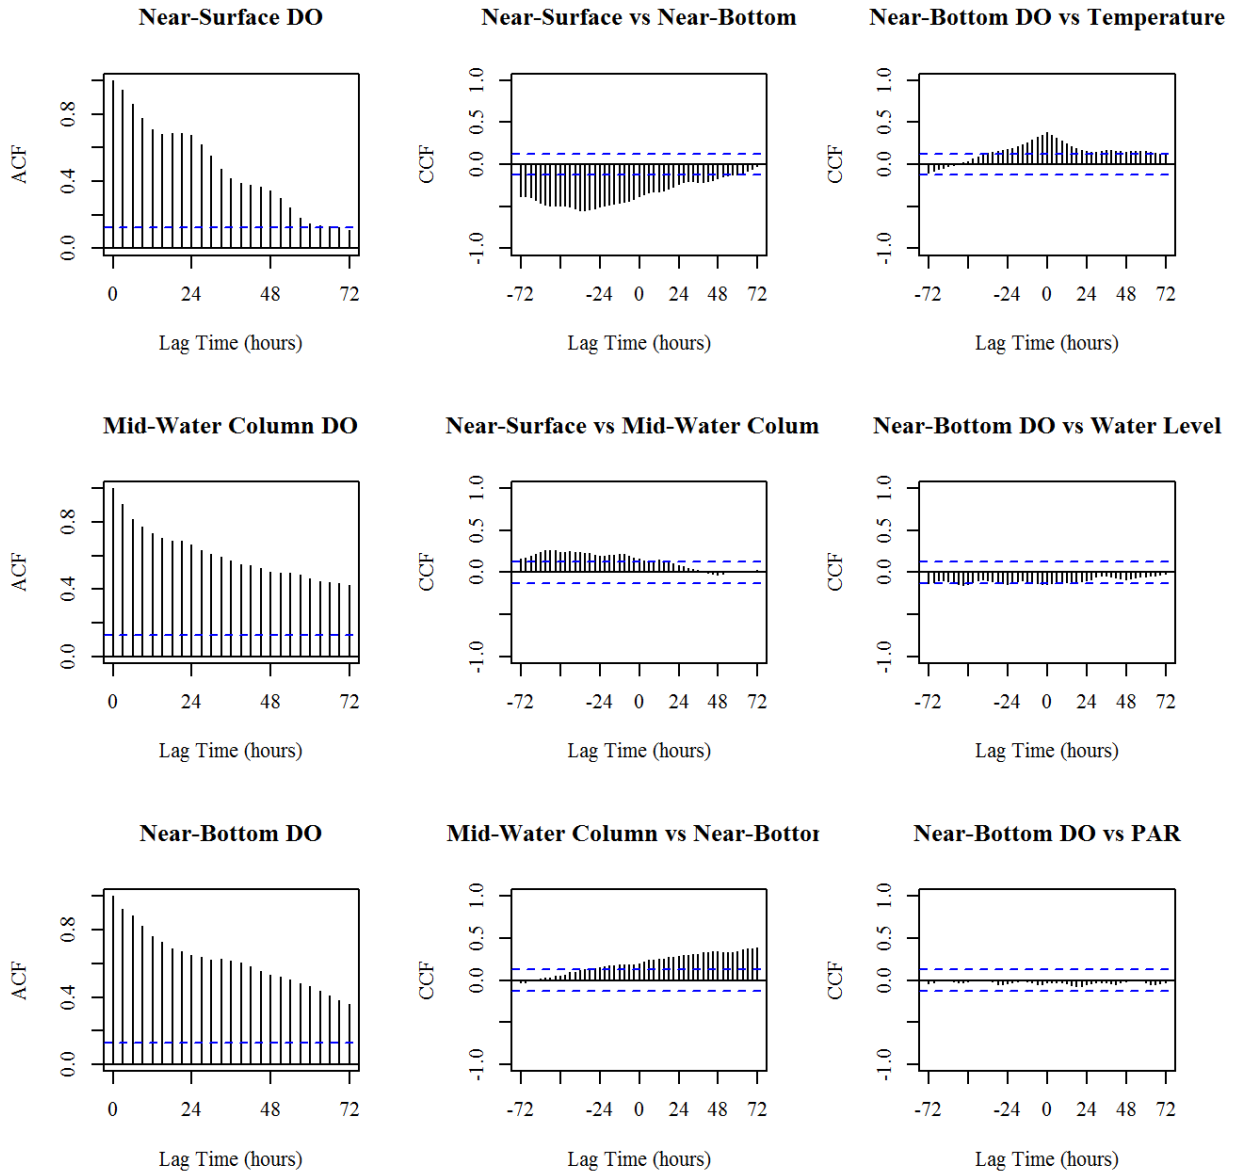 Near-Surface DO
ACF
0.0 0.4 0.8
0 24 48 72
Lag Time (hours)
Near-Surface vs Near-Bottom
CCF
-1.0 0.0 0.5 1.0
-72 -24 0 24 48 72
Lag Time (hours)
Near-Bottom DO vs Temperature
CCF
-1.0 0.0 0.5 1.0
-72 -24 0 24 48 72
Lag Time (hours)
Mid-Water Column DO
ACF
0.0 0.4 0.8
0 24 48 72
Lag Time (hours)
Near-Surface vs Mid-Water Colum
CCF
-1.0 0.0 0.5 1.0
-72 -24 0 24 48 72
Lag Time (hours)
Near-Bottom DO vs Water Level
CCF
-1.0 0.0 0.5 1.0
-72 -24 0 24 48 72
Lag Time (hours)
Near-Bottom DO
ACF
0.0 0.4 0.8
0 24 48 72
Lag Time (hours)
Mid-Water Column vs Near-Bottor
CCF
-1.0 0.0 0.5 1.0
-72 -24 0 24 48 72
Lag Time (hours)
Near-Bottom DO vs PAR
CCF
-1.0 0.0 0.5 1.0
-72 -24 0 24 48 72
Lag Time (hours)